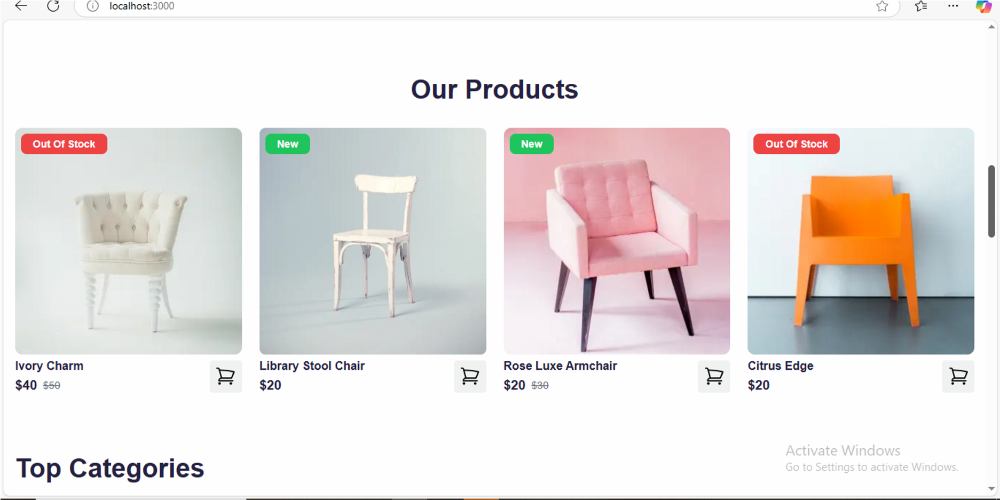 localhost:3000
Our Products
Out Of Stock
New
New
Out Of Stock
Ivory Charm
$40 $50
Library Stool Chair
$20
Rose Luxe Armchair
$20 $30
Citrus Edge
$20
Top Categories
Activate Windows
Go to Settings to activate Windows.